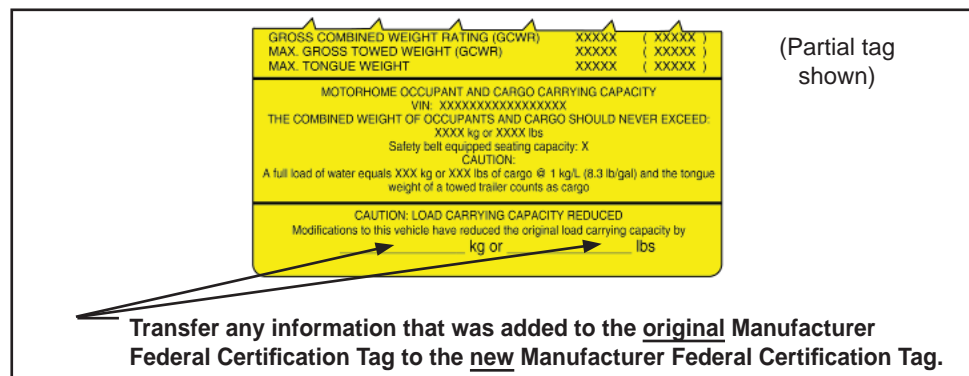 GROSS COMBINED WEIGHT RATING (GCWR) XXXXX ( XXXXX )
MAX. GROSS TOWED WEIGHT (GCWR) XXXXX ( XXXXX )
MAX. TONGUE WEIGHT XXXXX ( XXXXX )
(Partial tag
shown)
MOTORHOME OCCUPANT AND CARGO CARRYING CAPACITY
VIN: XXXXXXXXXXXXXXXXX
THE COMBINED WEIGHT OF OCCUPANTS AND CARGO SHOULD NEVER EXCEED:
XXXX kg or XXXX lbs
Safety belt equipped seating capacity: X
CAUTION:
A full load of water equals XXX kg or XXX lbs of cargo @ 1 kg/L (8.3 lb/gal) and the tongue
weight of a towed trailer counts as cargo
CAUTION: LOAD CARRYING CAPACITY REDUCED
Modifications to this vehicle have reduced the original load carrying capacity by
_______________ kg or _______________ lbs
Transfer any information that was added to the original Manufacturer
Federal Certification Tag to the new Manufacturer Federal Certification Tag.